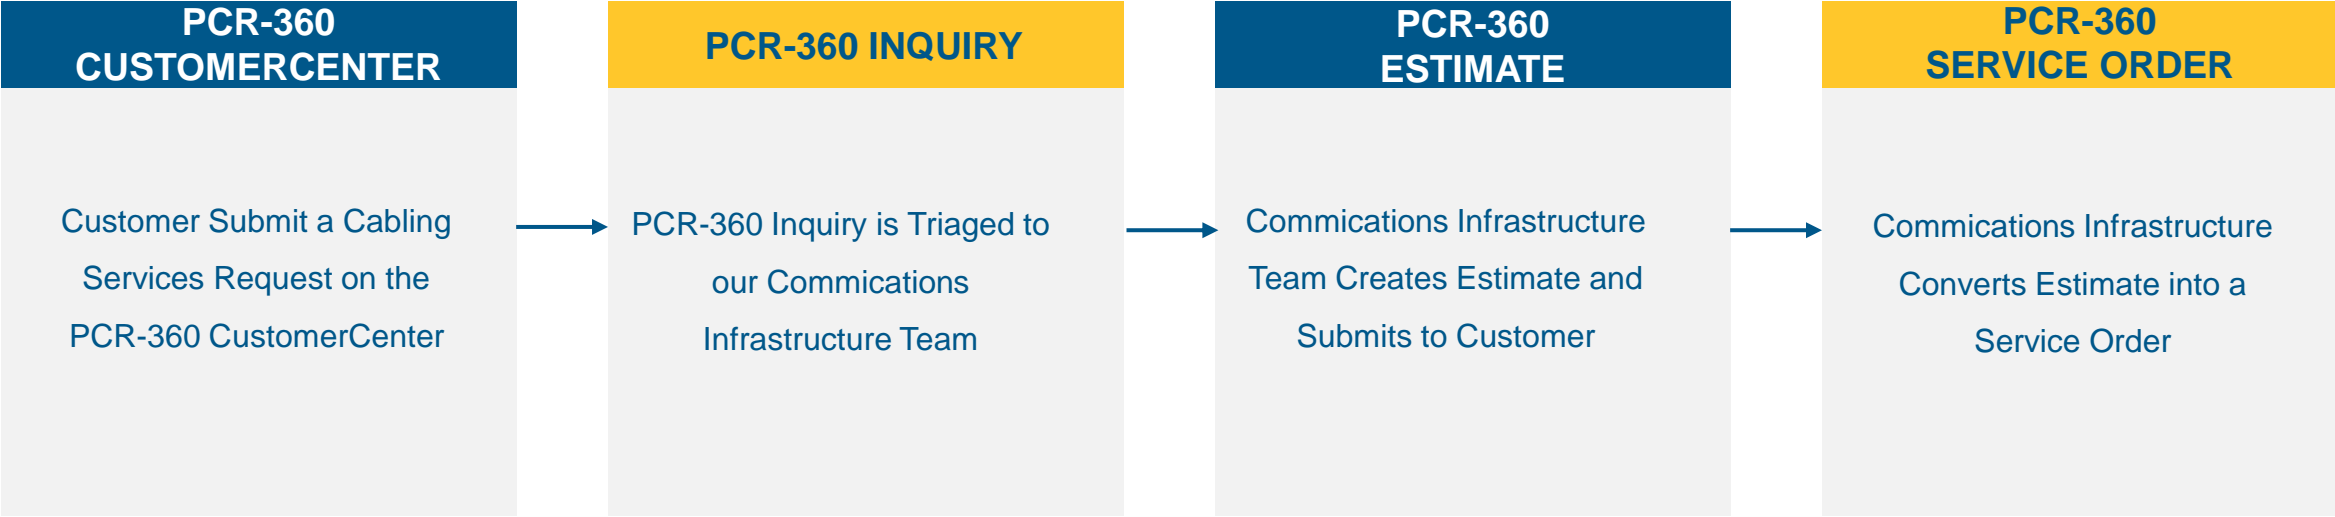 PCR-360
CUSTOMERCENTER
Customer Submit a Cabling
Services Request on the
PCR-360 CustomerCenter
PCR-360 INQUIRY
PCR-360 Inquiry is Triaged to
our Commications
Infrastructure Team
PCR-360
ESTIMATE
Commications Infrastructure
Team Creates Estimate and
Submits to Customer
PCR-360
SERVICE ORDER
Commications Infrastructure
Converts Estimate into a
Service Order